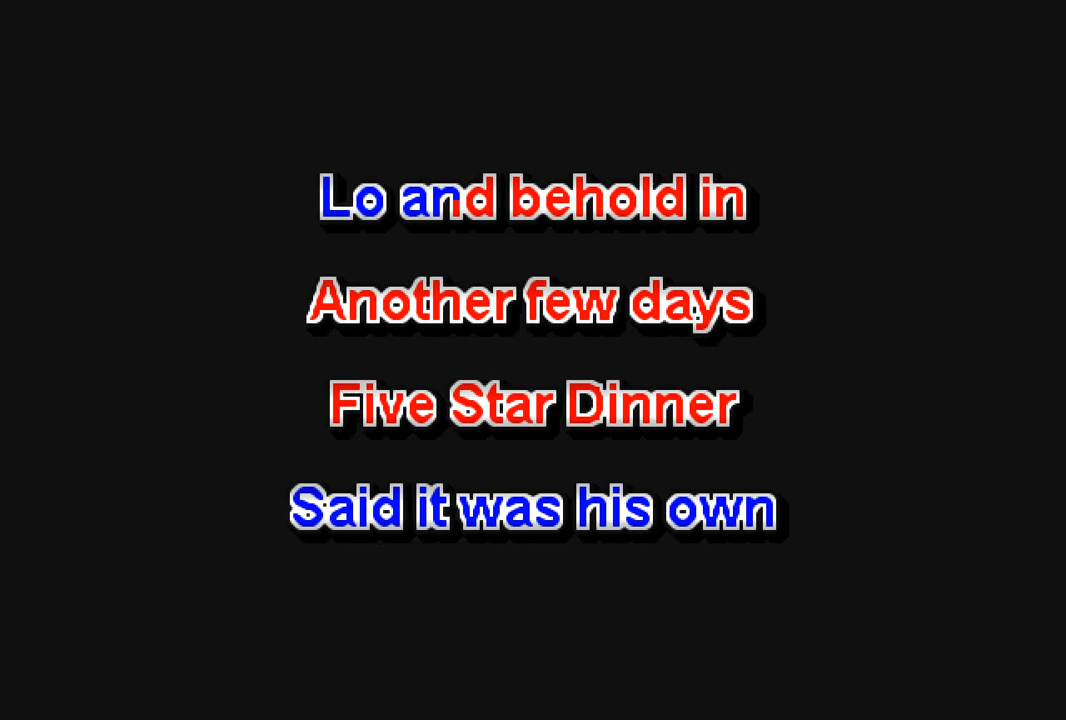 Lo and behold in
Another few days
Five Star Dinner
Said it was his own